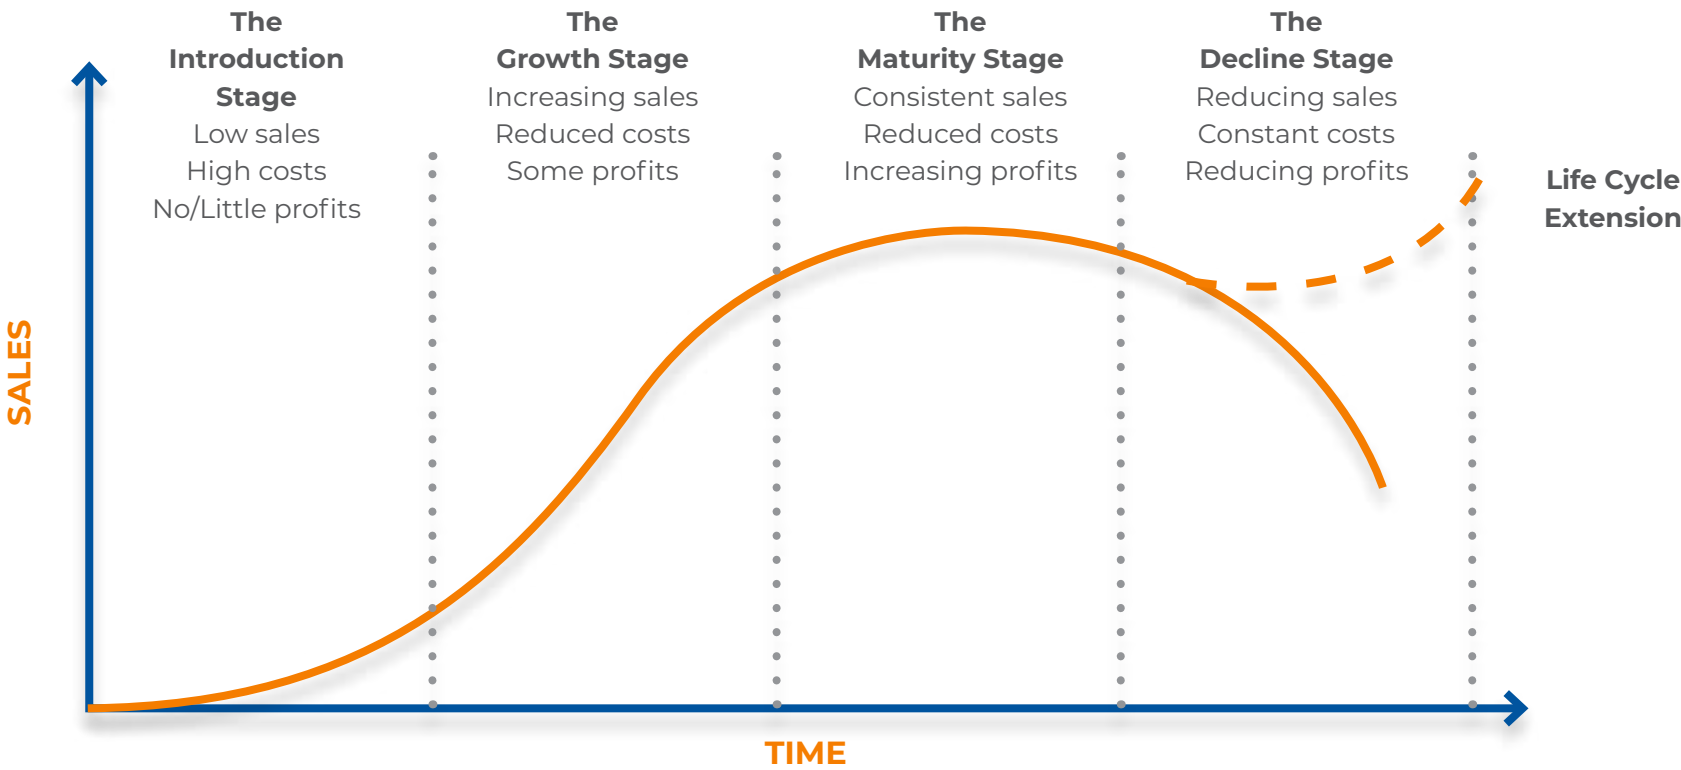 The
Introduction
Stage
Low sales
High costs
No/Little profits
The
Growth Stage
Increasing sales
Reduced costs
Some profits
The
Maturity Stage
Consistent sales
Reduced costs
Increasing profits
The
Decline Stage
Reducing sales
Constant costs
Reducing profits
Life Cycle
Extension
SALES
TIME